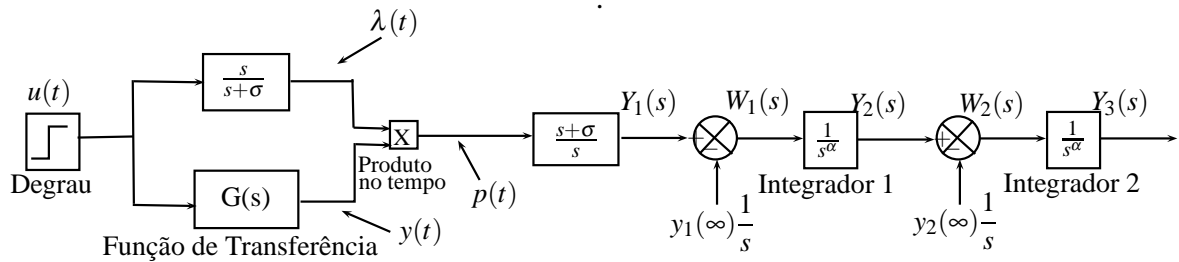 u(t)
Degrau
s
s+σ
λ(t)
G(s)
Função de Transferência
y(t)
X
Produto
no tempo
p(t)
s+σ
s
Y₁(s)
+
−
W₁(s)
y₁(∞) 1/s
1
s^α
Integrador 1
Y₂(s)
+
−
W₂(s)
y₂(∞) 1/s
1
s^α
Integrador 2
Y₃(s)